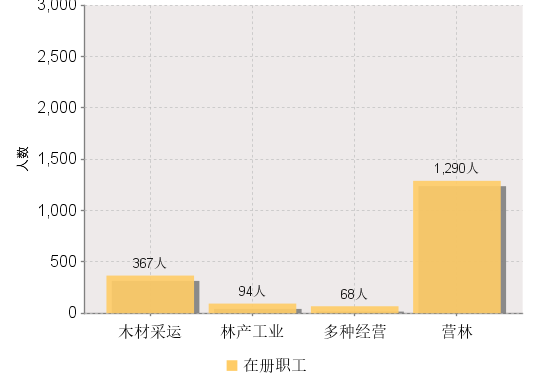 3,000
2,500
2,000
1,500
1,000
500
0
人数
367人
94人
68人
1,290人
木材采运
林产工业
多种经营
营林
在册职工